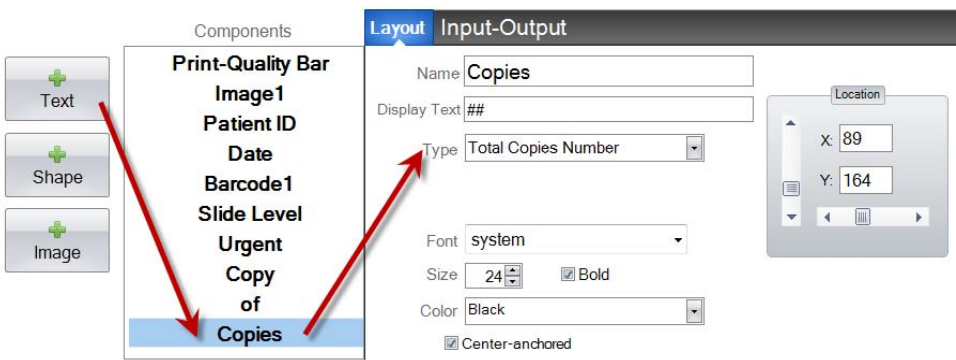 Text
Shape
Image
Components
Print-Quality Bar
Image1
Patient ID
Date
Barcode1
Slide Level
Urgent
Copy
of
Copies
Layout Input-Output
Name Copies
Display Text ##
Type Total Copies Number
Font system
Size 24 Bold
Color Black
Center-anchored
Location
X: 89
Y: 164